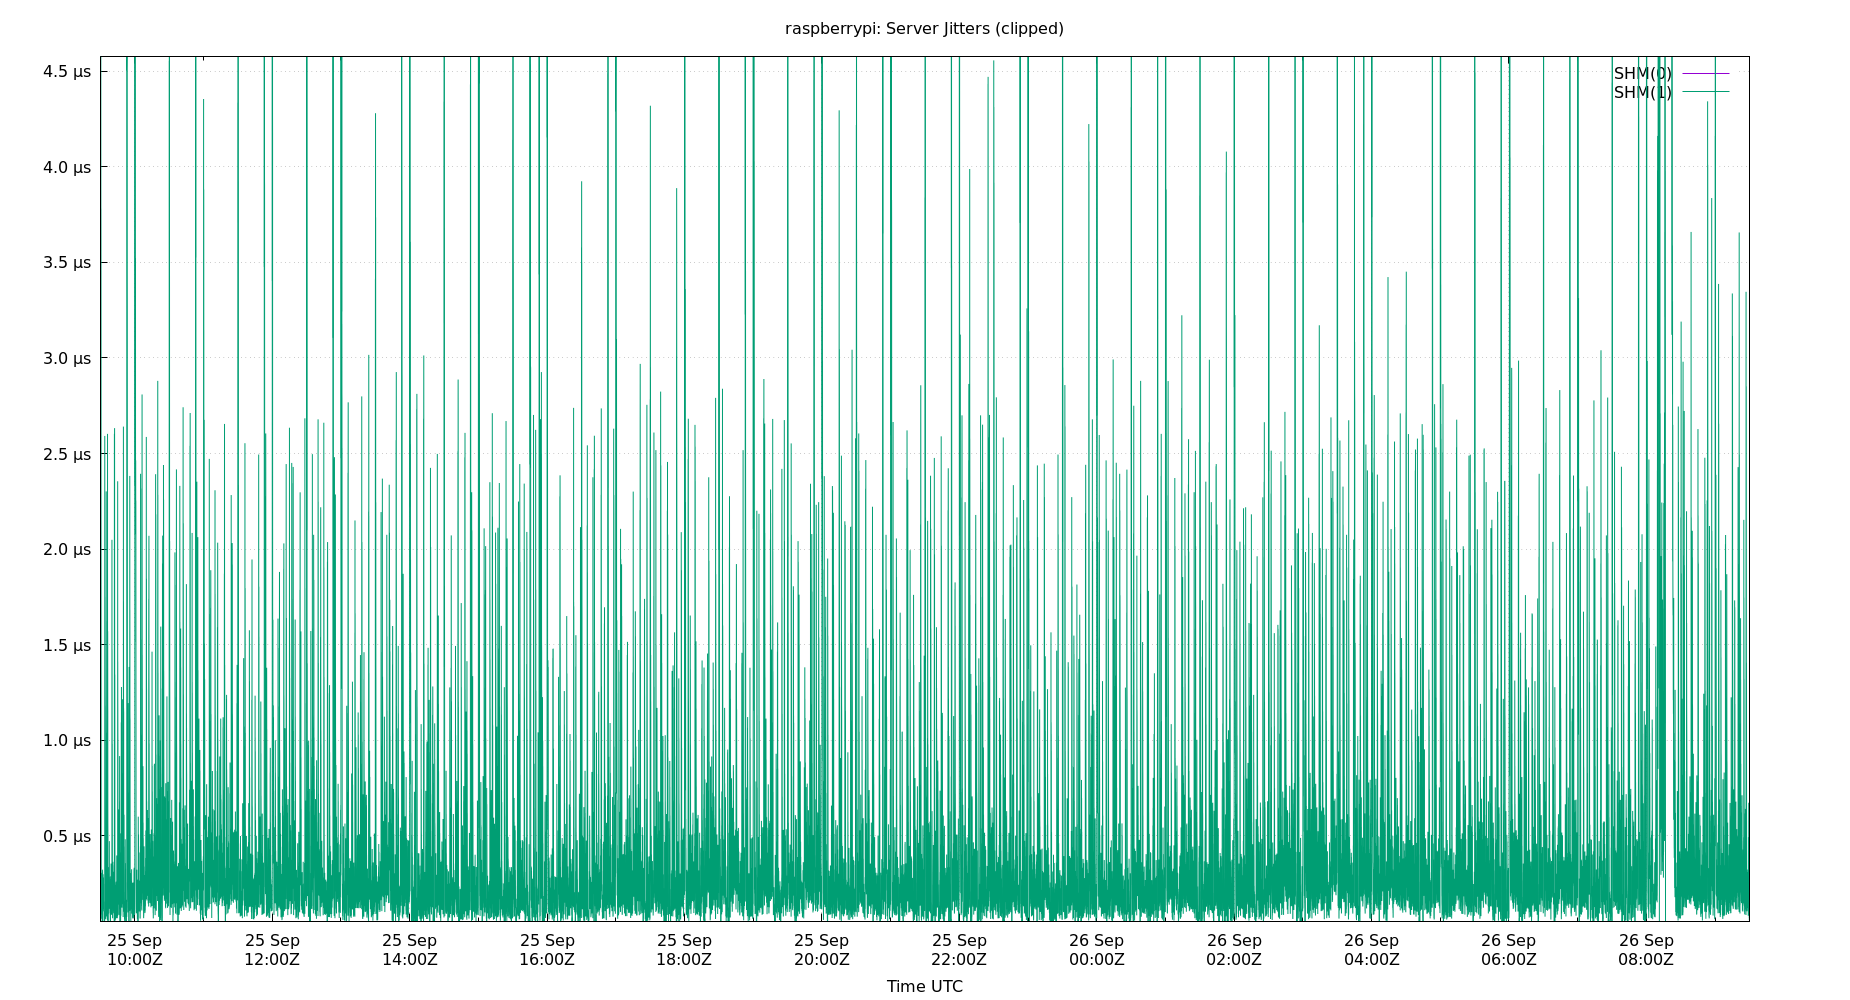 raspberrypi: Server Jitters (clipped)
SHM(0)
SHM(1)
4.5 μs
4.0 μs
3.5 μs
3.0 μs
2.5 μs
2.0 μs
1.5 μs
1.0 μs
0.5 μs
25 Sep 25 Sep 25 Sep 25 Sep 25 Sep 25 Sep 25 Sep 26 Sep 26 Sep 26 Sep 26 Sep 26 Sep
10:00Z 12:00Z 14:00Z 16:00Z 18:00Z 20:00Z 22:00Z 00:00Z 02:00Z 04:00Z 06:00Z 08:00Z
Time UTC